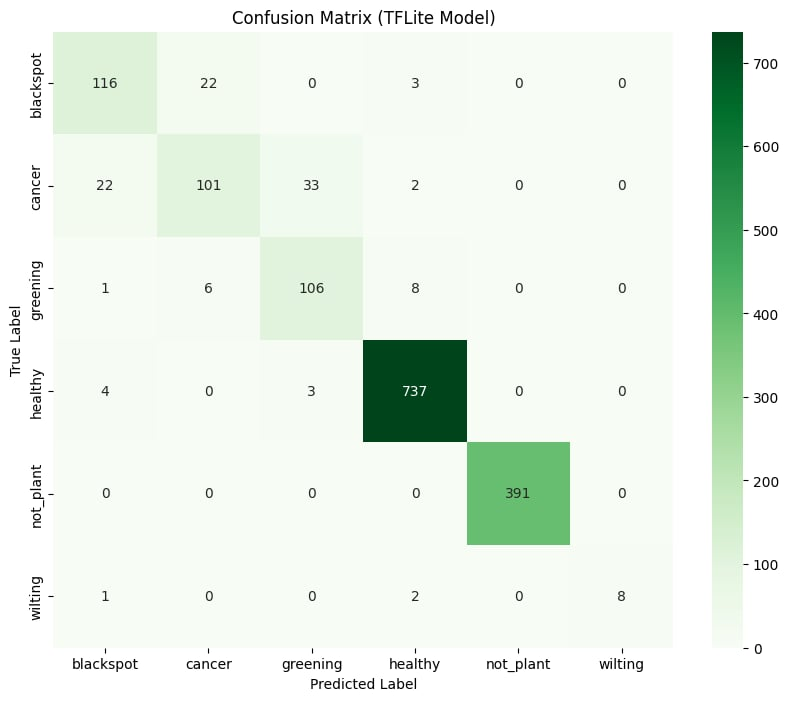 Confusion Matrix (TFLite Model)
True Label
blackspot 116 22 0 3 0 0
cancer 22 101 33 2 0 0
greening 1 6 106 8 0 0
healthy 4 0 3 737 0 0
not_plant 0 0 0 0 391 0
wilting 1 0 0 2 0 8
blackspot cancer greening healthy not_plant wilting
Predicted Label
700
600
500
400
300
200
100
0